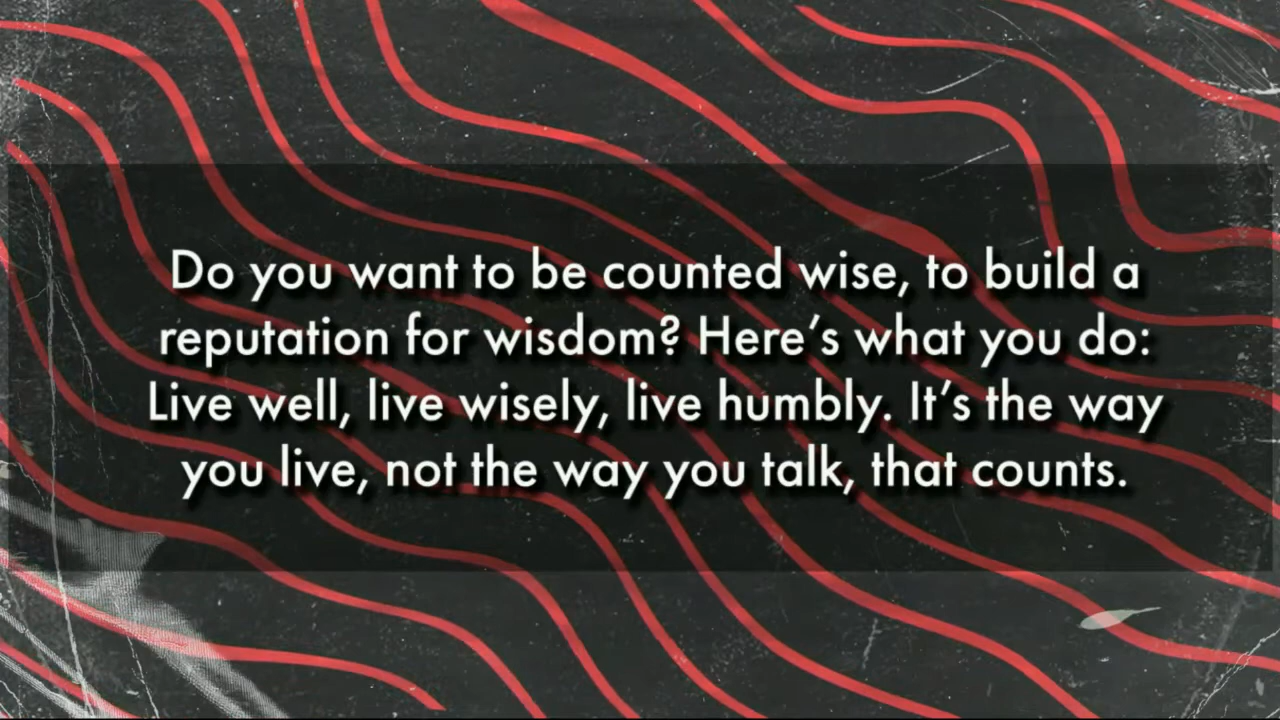 Do you want to be counted wise, to build a
reputation for wisdom? Here’s what you do:
Live well, live wisely, live humbly. It’s the way
you live, not the way you talk, that counts.